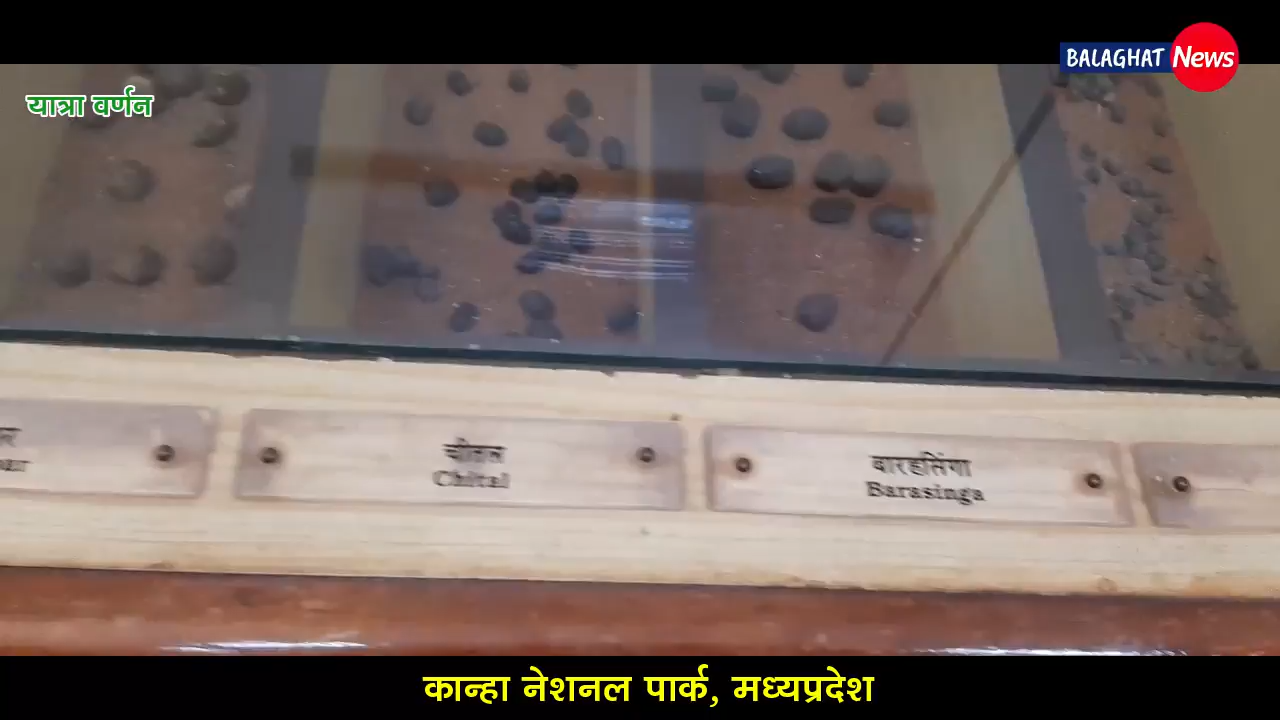 BALAGHAT News
यात्रा वर्णन
चीतल
Chital
बारहसिंगा
Barasinga
कान्हा नेशनल पार्क, मध्यप्रदेश